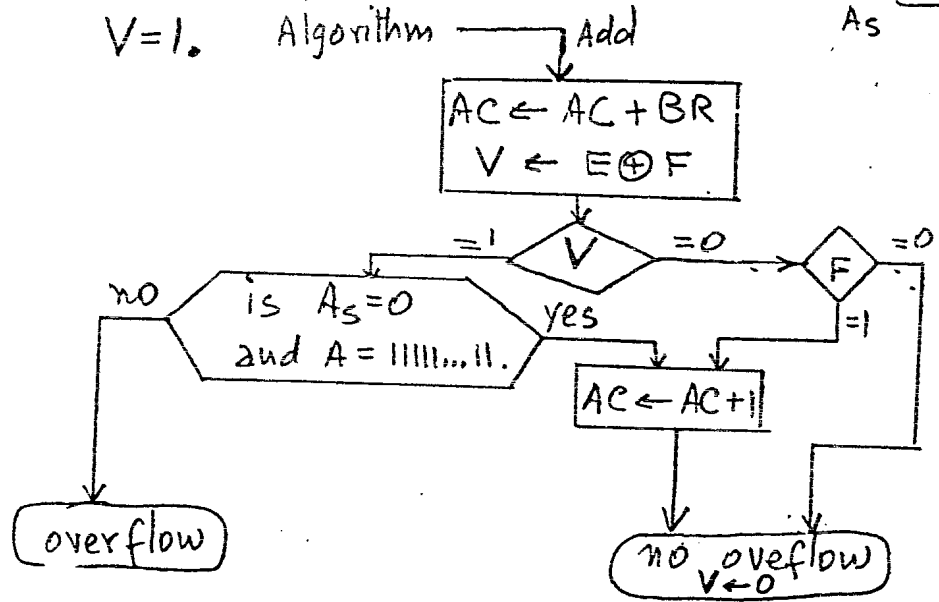 V=1. Algorithm Add
As
AC ← AC + BR
V ← E ⊕ F
=1 V =0 F =0
=1
no is As=0 yes
and A = 11111...11.
AC ← AC+1
overflow
no oveflow
V←0